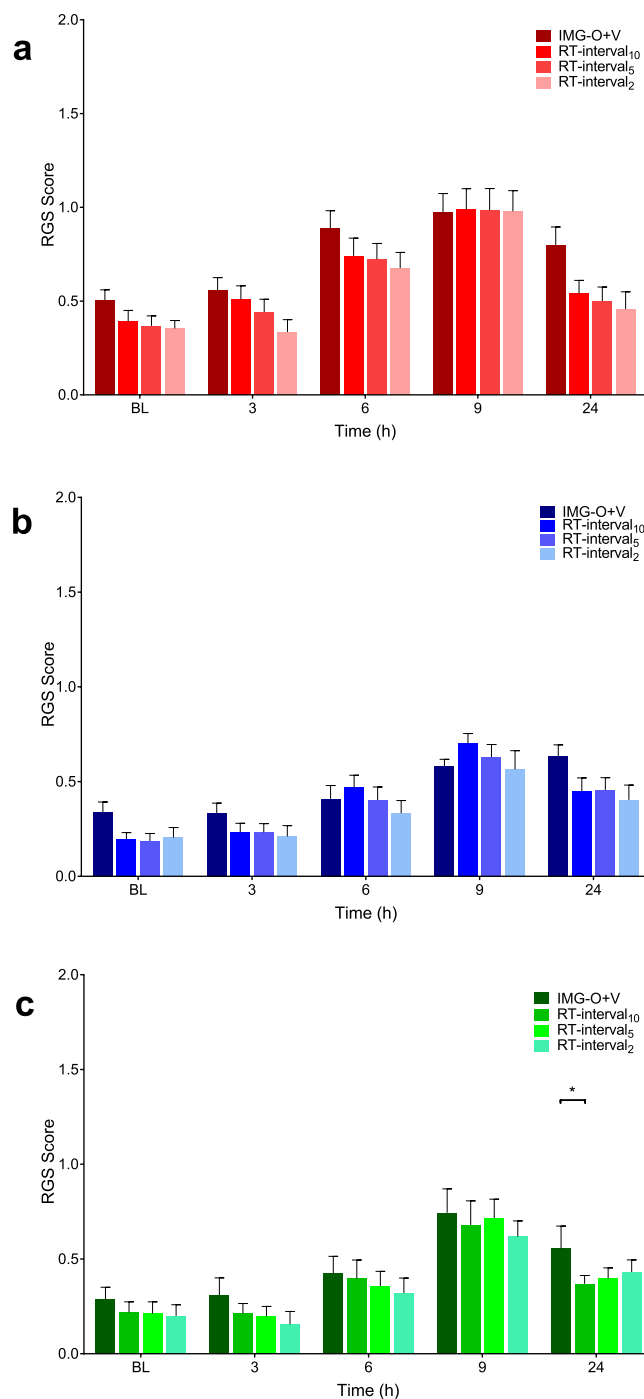 a
2.0
1.5
1.0
0.5
0.0
RGS Score
IMG-O+V
RT-interval10
RT-interval5
RT-interval2
BL 3 6 9 24
Time (h)
b
2.0
1.5
1.0
0.5
0.0
RGS Score
IMG-O+V
RT-interval10
RT-interval5
RT-interval2
BL 3 6 9 24
Time (h)
c
2.0
1.5
1.0
0.5
0.0
RGS Score
IMG-O+V
RT-interval10
RT-interval5
RT-interval2
*
BL 3 6 9 24
Time (h)